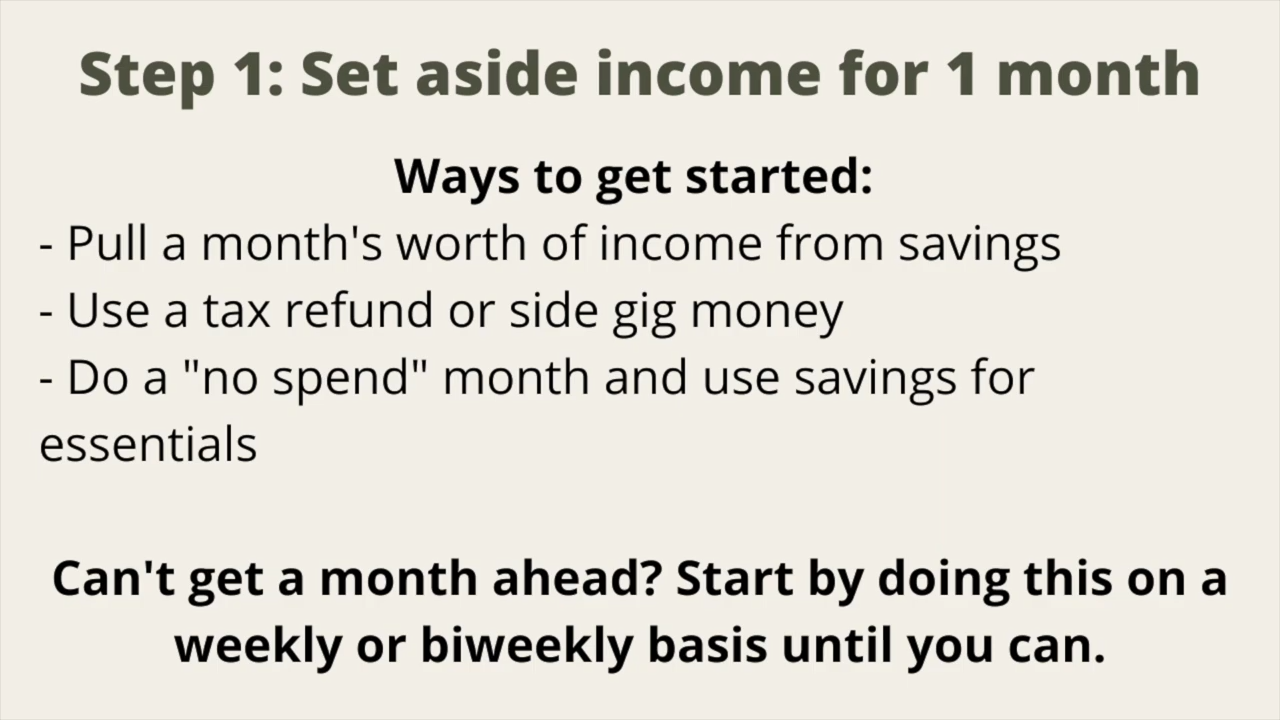 Step 1: Set aside income for 1 month
Ways to get started:
- Pull a month's worth of income from savings
- Use a tax refund or side gig money
- Do a "no spend" month and use savings for
essentials
Can't get a month ahead? Start by doing this on a
weekly or biweekly basis until you can.